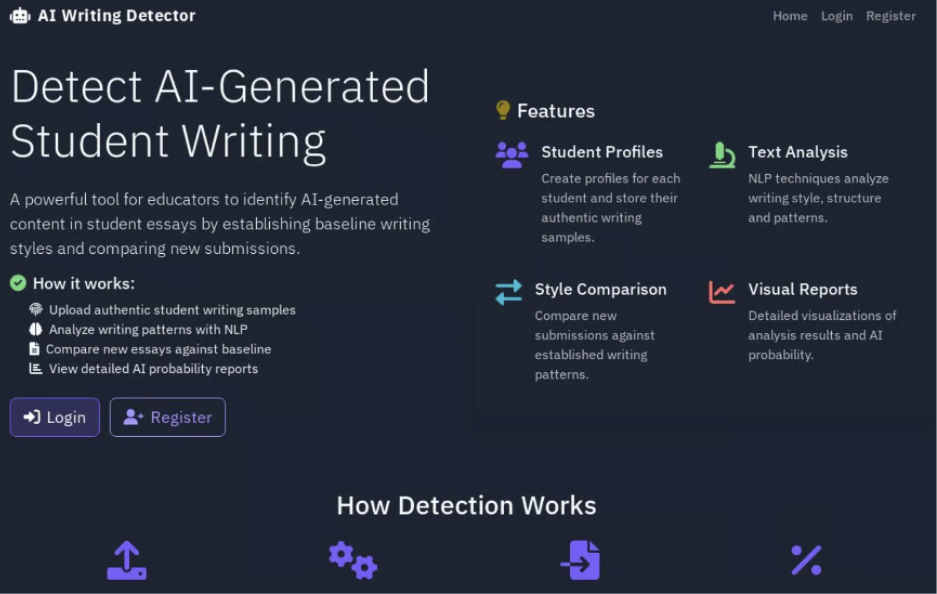 AI Writing Detector
Home Login Register
Detect AI-Generated
Student Writing
A powerful tool for educators to identify AI-generated
content in student essays by establishing baseline writing
styles and comparing new submissions.
How it works:
Upload authentic student writing samples
Analyze writing patterns with NLP
Compare new essays against baseline
View detailed AI probability reports
Login
Register
Features
Student Profiles
Create profiles for each
student and store their
authentic writing
samples.
Text Analysis
NLP techniques analyze
writing style, structure
and patterns.
Style Comparison
Compare new
submissions against
established writing
patterns.
Visual Reports
Detailed visualizations of
analysis results and AI
probability.
How Detection Works